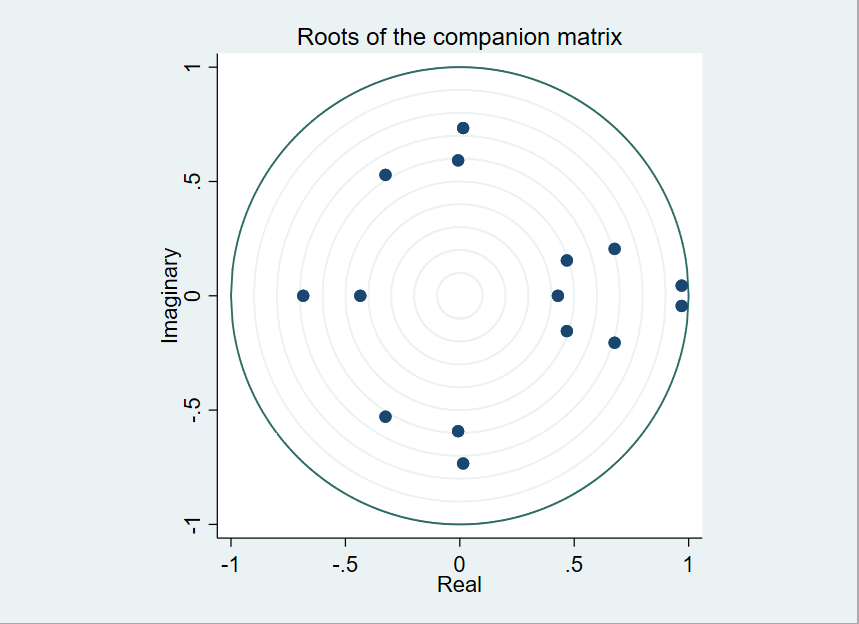 Roots of the companion matrix
Imaginary
1
.5
0
-.5
-1
-1 -.5 0 .5 1
Real